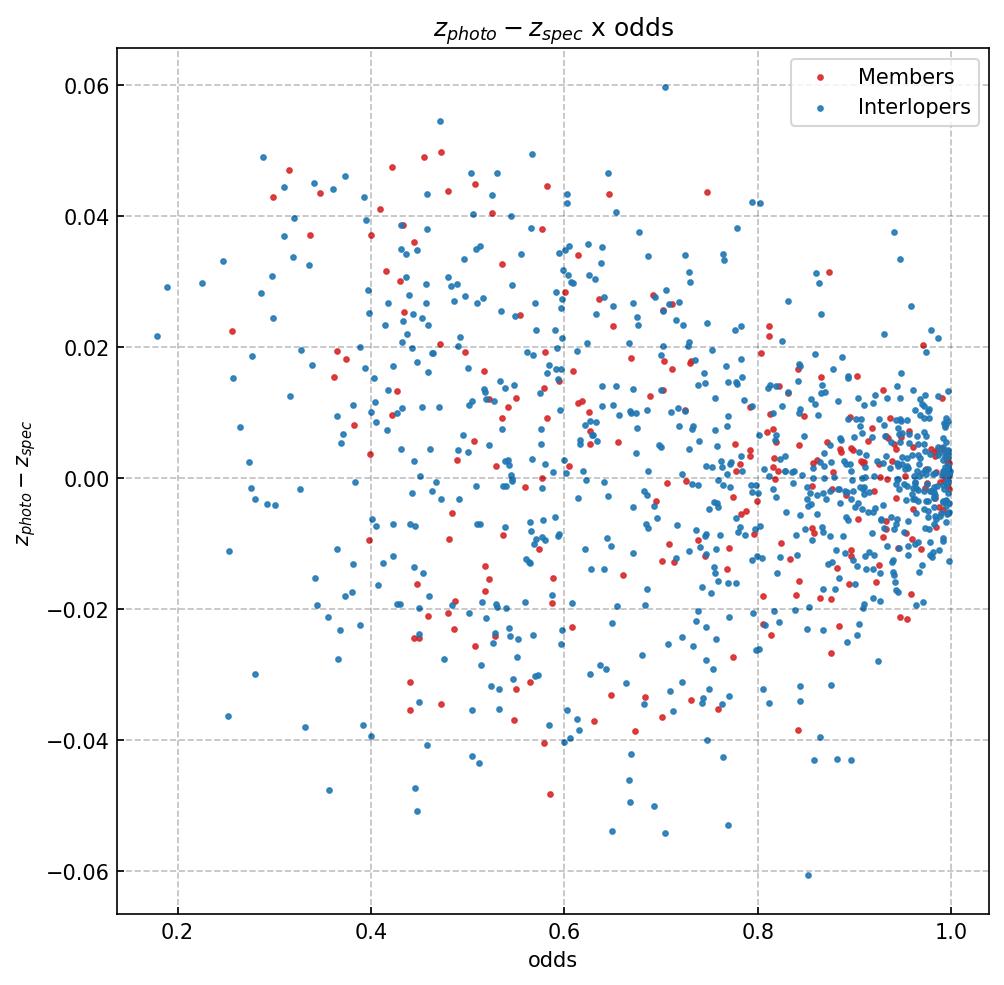 z_photo − z_spec x odds
Members
Interlopers
0.06
0.04
0.02
0.00
−0.02
−0.04
−0.06
z_photo − z_spec
0.2 0.4 0.6 0.8 1.0
odds